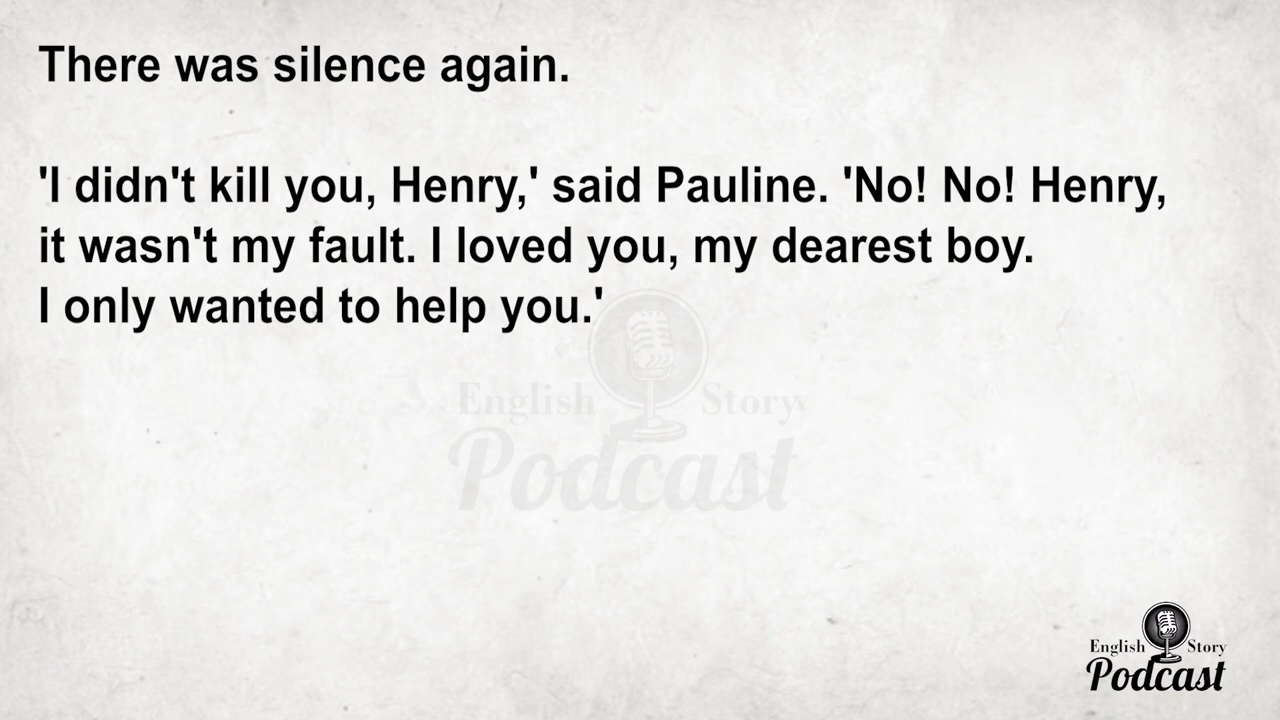 There was silence again.
'I didn't kill you, Henry,' said Pauline. 'No! No! Henry,
it wasn't my fault. I loved you, my dearest boy.
I only wanted to help you.'
English Story
Podcast
English Story
Podcast